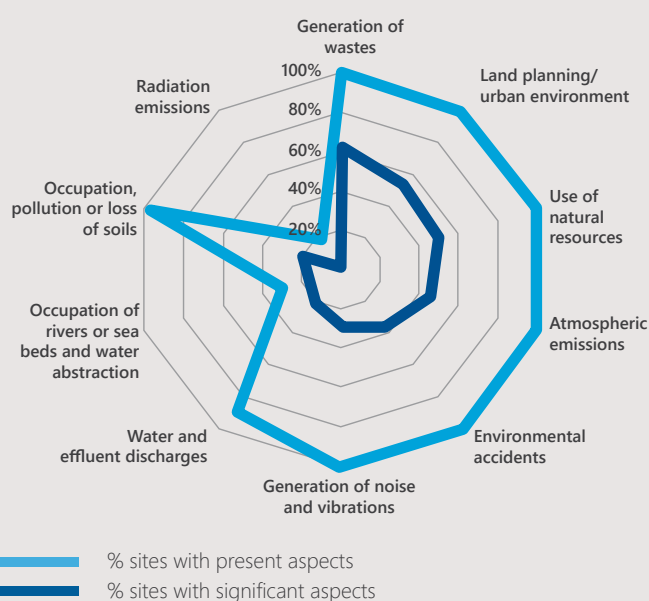 Generation of
wastes
100%
80%
60%
40%
20%
Land planning/
urban environment
Use of
natural
resources
Atmospheric
emissions
Environmental
accidents
Generation of noise
and vibrations
Water and
effluent discharges
Occupation of
rivers or sea
beds and water
abstraction
Occupation,
pollution or loss
of soils
Radiation
emissions
% sites with present aspects
% sites with significant aspects